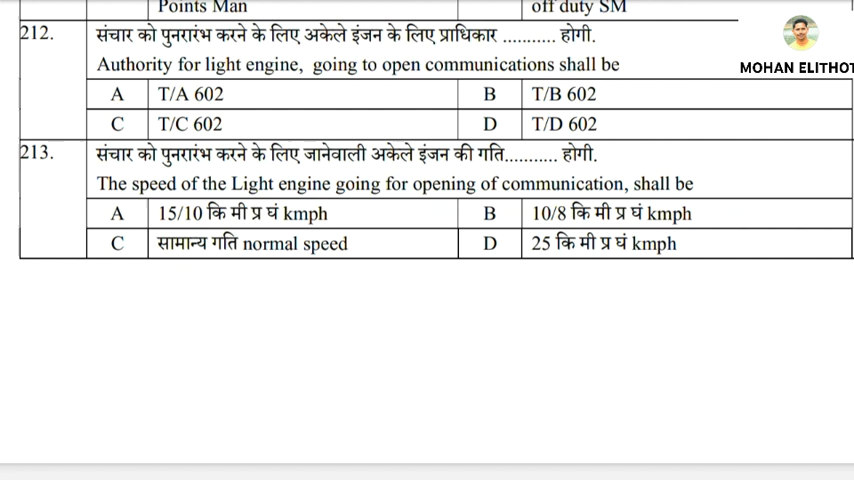 Points Man off duty SM
212. संचार को पुनरारंभ करने के लिए अकेले इंजन के लिए प्राधिकार ........... होगी.
Authority for light engine, going to open communications shall be
MOHAN ELITHOT
A T/A 602 B T/B 602
C T/C 602 D T/D 602
213. संचार को पुनरारंभ करने के लिए जानेवाली अकेले इंजन की गति........... होगी.
The speed of the Light engine going for opening of communication, shall be
A 15/10 कि मी प्र घं kmph B 10/8 कि मी प्र घं kmph
C सामान्य गति normal speed D 25 कि मी प्र घं kmph